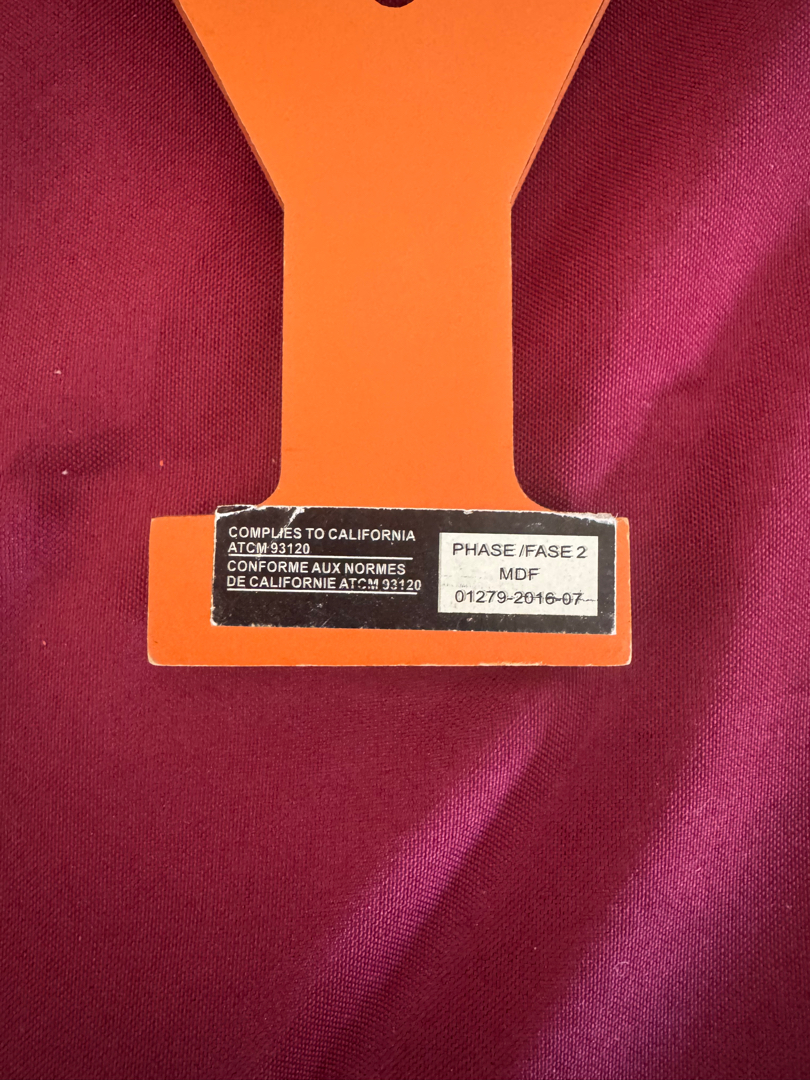 COMPLIES TO CALIFORNIA
ATCM 93120
CONFORME AUX NORMES
DE CALIFORNIE ATCM 93120
PHASE /FASE 2
MDF
01279-2016-07